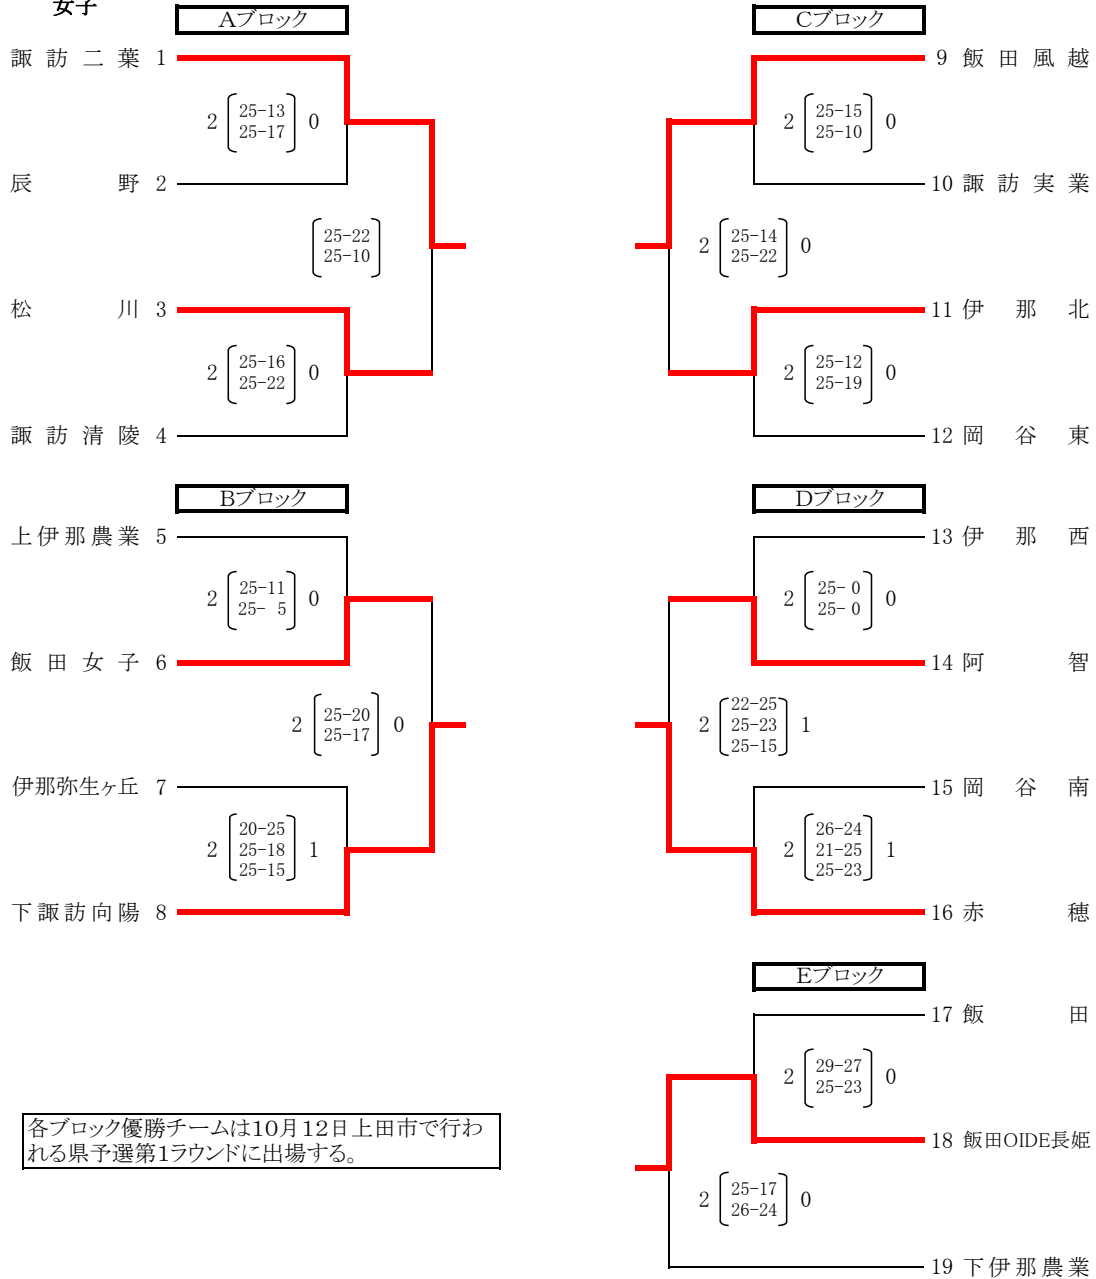 女子
Aブロック
諏訪二葉 1
2 25-13 0
25-17
辰野 2
25-22
25-10
松川 3
2 25-16 0
25-22
諏訪清陵 4
Bブロック
上伊那農業 5
2 25-11 0
25- 5
飯田女子 6
2 25-20 0
25-17
伊那弥生ヶ丘 7
20-25
2 25-18 1
25-15
下諏訪向陽 8
各ブロック優勝チームは10月12日上田市で行わ
れる県予選第1ラウンドに出場する。
Cブロック
9 飯田風越
2 25-15 0
25-10
10 諏訪実業
2 25-14 0
25-22
11 伊那北
2 25-12 0
25-19
12 岡谷東
Dブロック
13 伊那西
2 25- 0 0
25- 0
14 阿智
22-25
2 25-23 1
25-15
15 岡谷南
26-24
2 21-25 1
25-23
16 赤穂
Eブロック
17 飯田
2 29-27 0
25-23
18 飯田OIDE長姫
2 25-17 0
26-24
19 下伊那農業